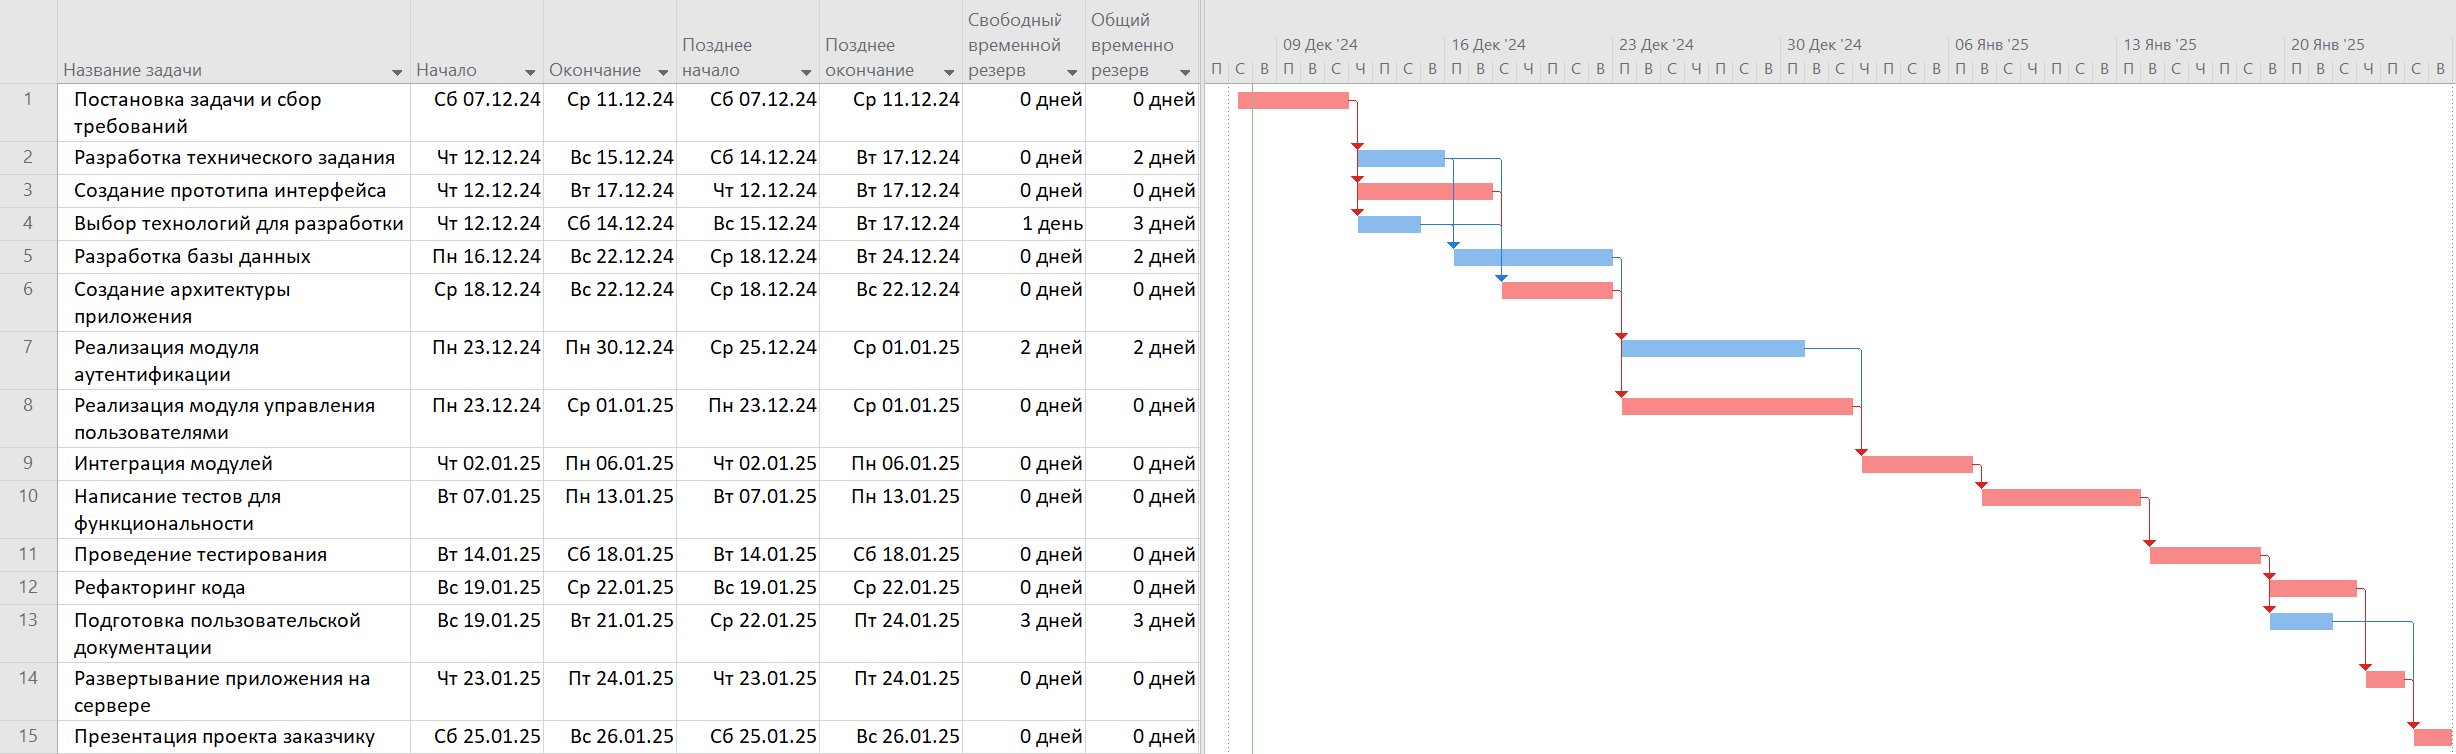 Свободный Общий
Позднее Позднее временной временно 09 Дек '24 16 Дек '24 23 Дек '24 30 Дек '24 06 Янв '25 13 Янв '25 20 Янв '25
Название задачи Начало Окончание начало окончание резерв резерв П С В П В С Ч П С В П В С Ч П С В П В С Ч П С В П В С Ч П С В П В С Ч П С В П В С Ч П С В П В С Ч П С В
1 Постановка задачи и сбор Сб 07.12.24 Ср 11.12.24 Сб 07.12.24 Ср 11.12.24 0 дней 0 дней
требований
2 Разработка технического задания Чт 12.12.24 Вс 15.12.24 Сб 14.12.24 Вт 17.12.24 0 дней 2 дней
3 Создание прототипа интерфейса Чт 12.12.24 Вт 17.12.24 Чт 12.12.24 Вт 17.12.24 0 дней 0 дней
4 Выбор технологий для разработки Чт 12.12.24 Сб 14.12.24 Вс 15.12.24 Вт 17.12.24 1 день 3 дней
5 Разработка базы данных Пн 16.12.24 Вс 22.12.24 Ср 18.12.24 Вт 24.12.24 0 дней 2 дней
6 Создание архитектуры Ср 18.12.24 Вс 22.12.24 Ср 18.12.24 Вс 22.12.24 0 дней 0 дней
приложения
7 Реализация модуля Пн 23.12.24 Пн 30.12.24 Ср 25.12.24 Ср 01.01.25 2 дней 2 дней
аутентификации
8 Реализация модуля управления Пн 23.12.24 Ср 01.01.25 Пн 23.12.24 Ср 01.01.25 0 дней 0 дней
пользователями
9 Интеграция модулей Чт 02.01.25 Пн 06.01.25 Чт 02.01.25 Пн 06.01.25 0 дней 0 дней
10 Написание тестов для Вт 07.01.25 Пн 13.01.25 Вт 07.01.25 Пн 13.01.25 0 дней 0 дней
функциональности
11 Проведение тестирования Вт 14.01.25 Сб 18.01.25 Вт 14.01.25 Сб 18.01.25 0 дней 0 дней
12 Рефакторинг кода Вс 19.01.25 Ср 22.01.25 Вс 19.01.25 Ср 22.01.25 0 дней 0 дней
13 Подготовка пользовательской Вс 19.01.25 Вт 21.01.25 Ср 22.01.25 Пт 24.01.25 3 дней 3 дней
документации
14 Развертывание приложения на Чт 23.01.25 Пт 24.01.25 Чт 23.01.25 Пт 24.01.25 0 дней 0 дней
сервере
15 Презентация проекта заказчику Сб 25.01.25 Вс 26.01.25 Сб 25.01.25 Вс 26.01.25 0 дней 0 дней